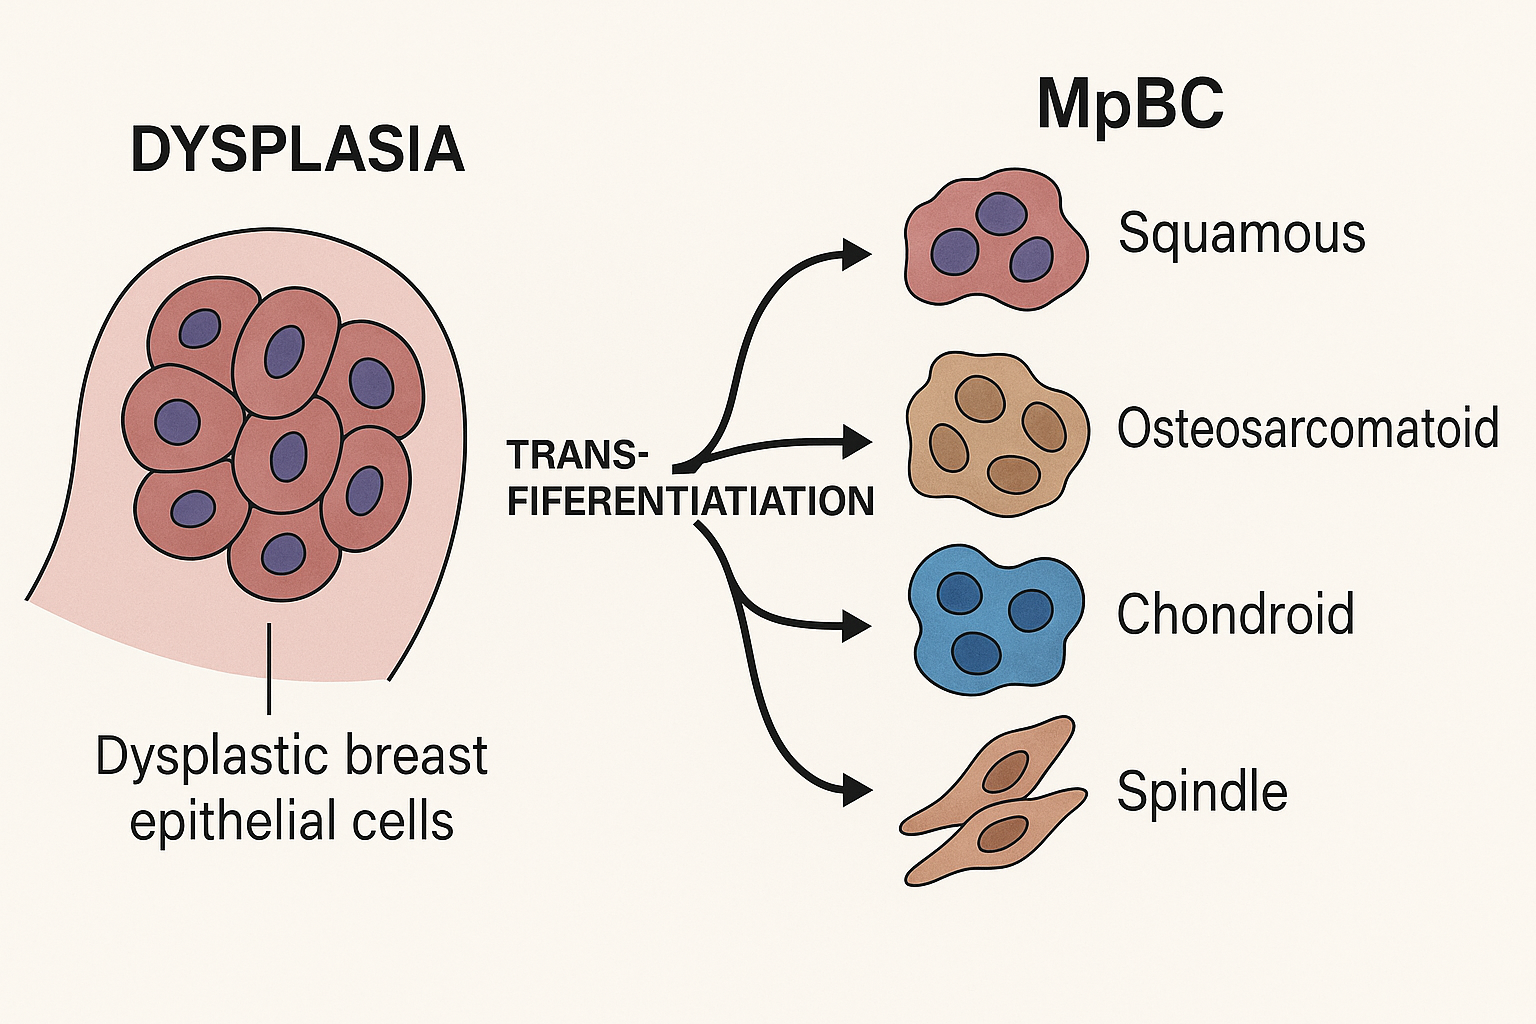 DYSPLASIA
Dysplastic breast
epithelial cells
TRANS-
FIFERENTIATIATION
MpBC
Squamous
Osteosarcomatoid
Chondroid
Spindle